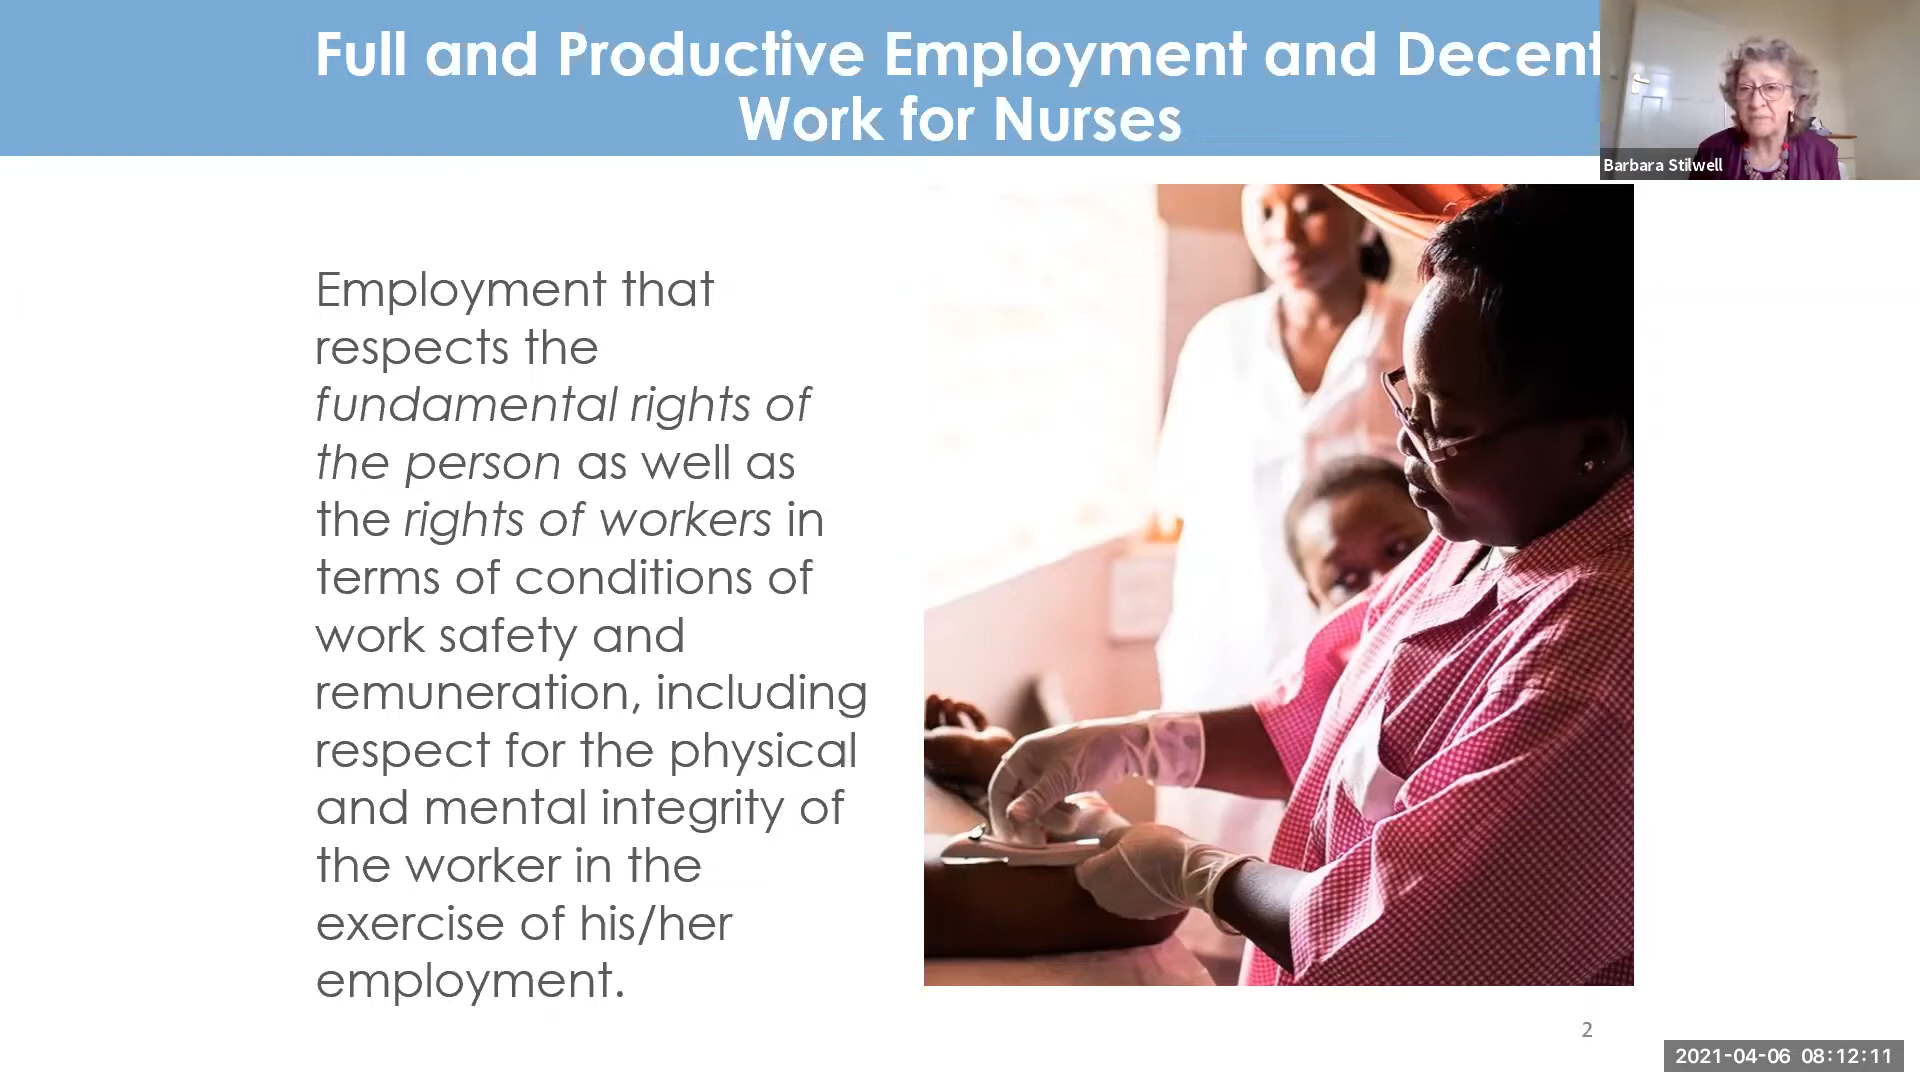 Full and Productive Employment and Decent
Work for Nurses
Barbara Stilwell
Employment that
respects the
fundamental rights of
the person as well as
the rights of workers in
terms of conditions of
work safety and
remuneration, including
respect for the physical
and mental integrity of
the worker in the
exercise of his/her
employment.
2
2021-04-06 08:12:11